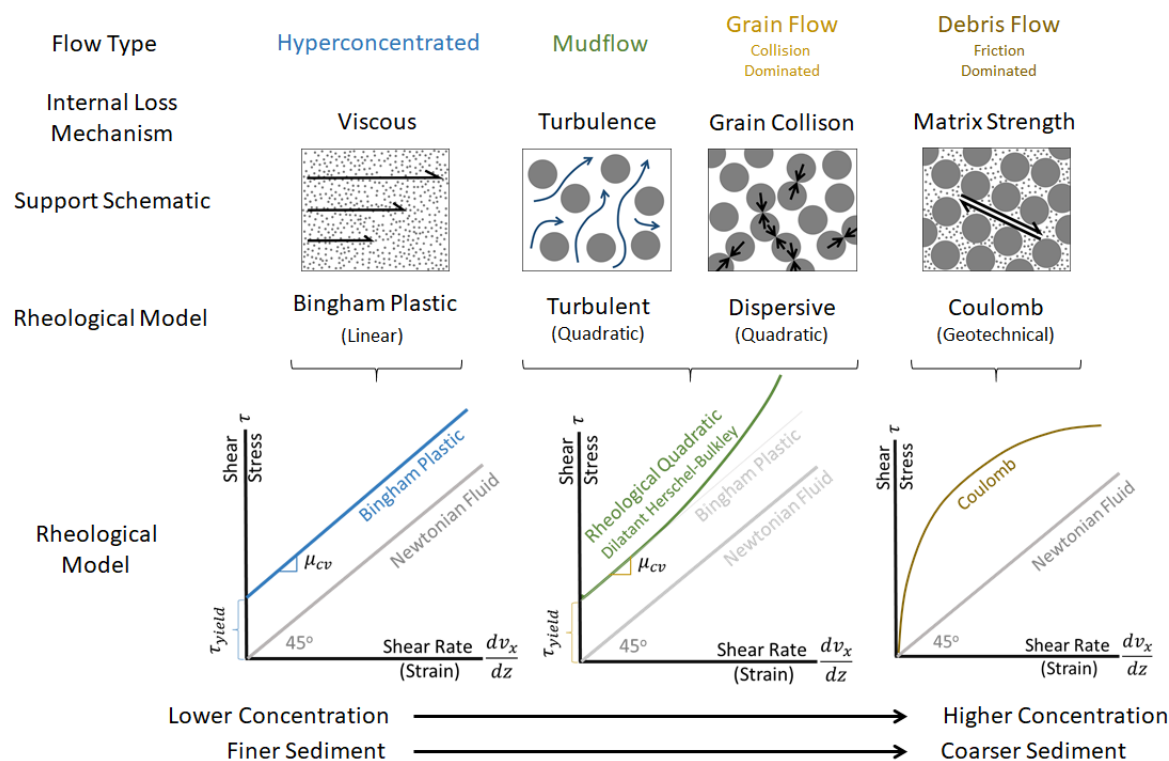 Flow Type
Hyperconcentrated
Mudflow
Grain Flow
Collision
Dominated
Debris Flow
Friction
Dominated
Internal Loss
Mechanism
Viscous
Turbulence
Grain Collison
Matrix Strength
Support Schematic
Rheological Model
Bingham Plastic
(Linear)
Turbulent
(Quadratic)
Dispersive
(Quadratic)
Coulomb
(Geotechnical)
Rheological
Model
τ
Shear
Stress
Bingham Plastic
Newtonian Fluid
μcv
τyield
45°
Shear Rate
(Strain)
dvx
dz
τ
Shear
Stress
Rheological Quadratic
Dilatant Herschel-Bulkley
Bingham Plastic
Newtonian Fluid
μcv
τyield
45°
Shear Rate
(Strain)
dvx
dz
τ
Shear
Stress
Coulomb
Newtonian Fluid
45°
Shear Rate
(Strain)
dvx
dz
Lower Concentration
Higher Concentration
Finer Sediment
Coarser Sediment